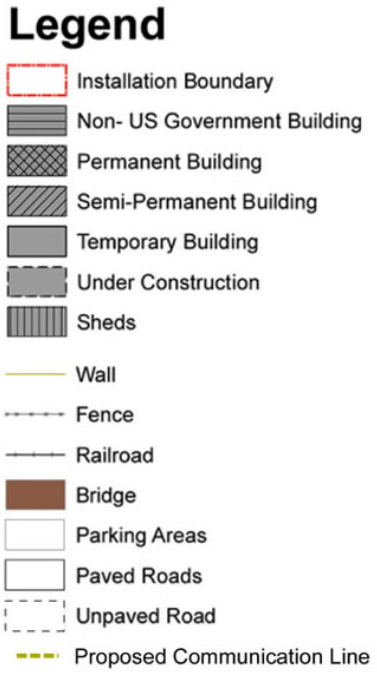 Legend
Installation Boundary
Non- US Government Building
Permanent Building
Semi-Permanent Building
Temporary Building
Under Construction
Sheds
Wall
Fence
Railroad
Bridge
Parking Areas
Paved Roads
Unpaved Road
Proposed Communication Line